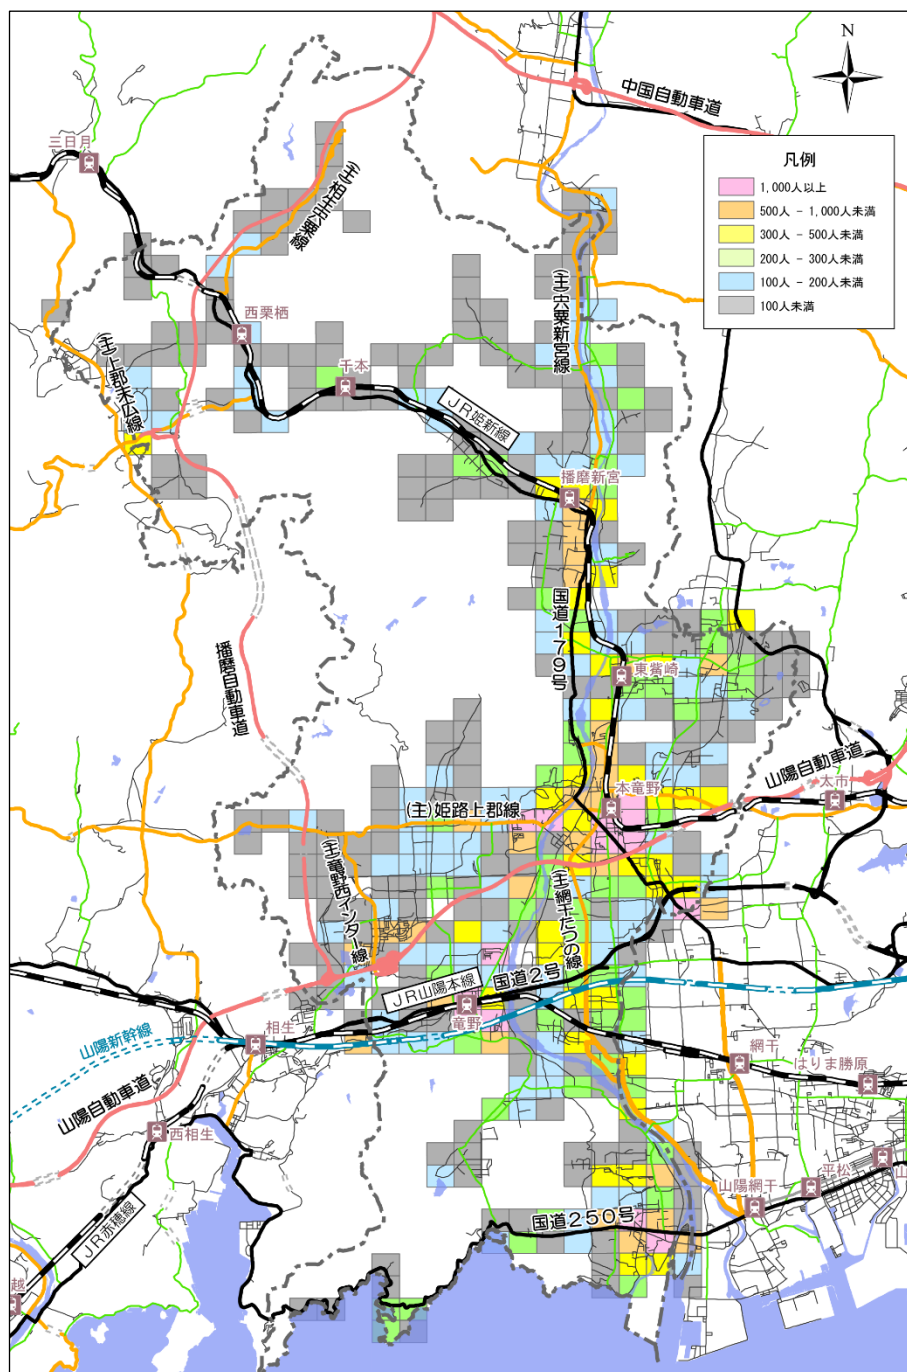 N
中国自動車道
三日月
(主)相生宍粟線
凡例
1,000人以上
500人 - 1,000人未満
300人 - 500人未満
200人 - 300人未満
100人 - 200人未満
100人未満
(主)宍粟新宮線
西栗栖
(主)上郡末広線
千本
JR姫新線
播磨新宮
国道179号
播磨自動車道
東觜崎
山陽自動車道
太市
本竜野
(主)姫路上郡線
(主)竜野西インター線
(主)網干たつの線
国道2号
JR山陽本線
竜野
山陽新幹線
相生
網干
はりま勝原
山陽自動車道
西相生
平松
山
山陽網干
国道250号
JR赤穂線
越